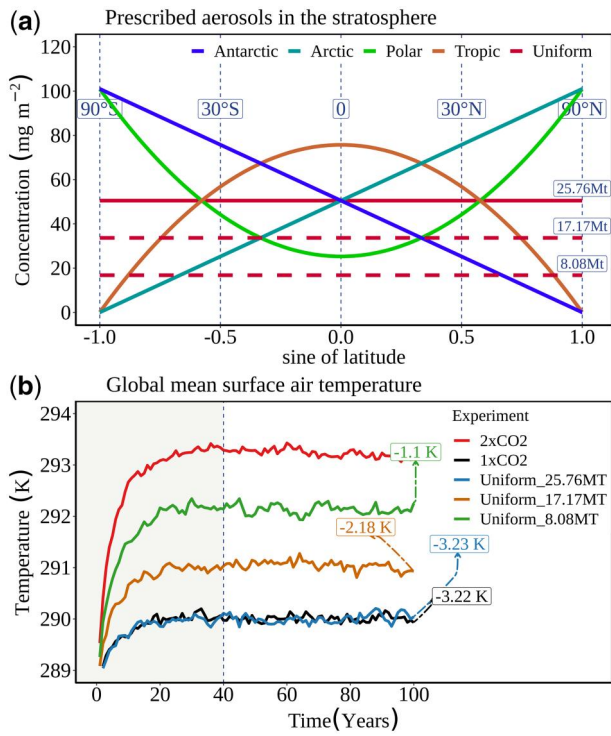 (a) Prescribed aerosols in the stratosphere
Antarctic Arctic Polar Tropic Uniform
Concentration (mg m⁻²)
120
100
80
60
40
20
0
90°S 30°S 0 30°N 90°N
25.76Mt
17.17Mt
8.08Mt
-1.0 -0.5 0.0 0.5 1.0
sine of latitude
(b) Global mean surface air temperature
Temperature (K)
294
293
292
291
290
289
Experiment
2xCO2
1xCO2
Uniform_25.76MT
Uniform_17.17MT
Uniform_8.08MT
-1.1 K
-2.18 K
-3.23 K
-3.22 K
0 20 40 60 80 100
Time(Years)